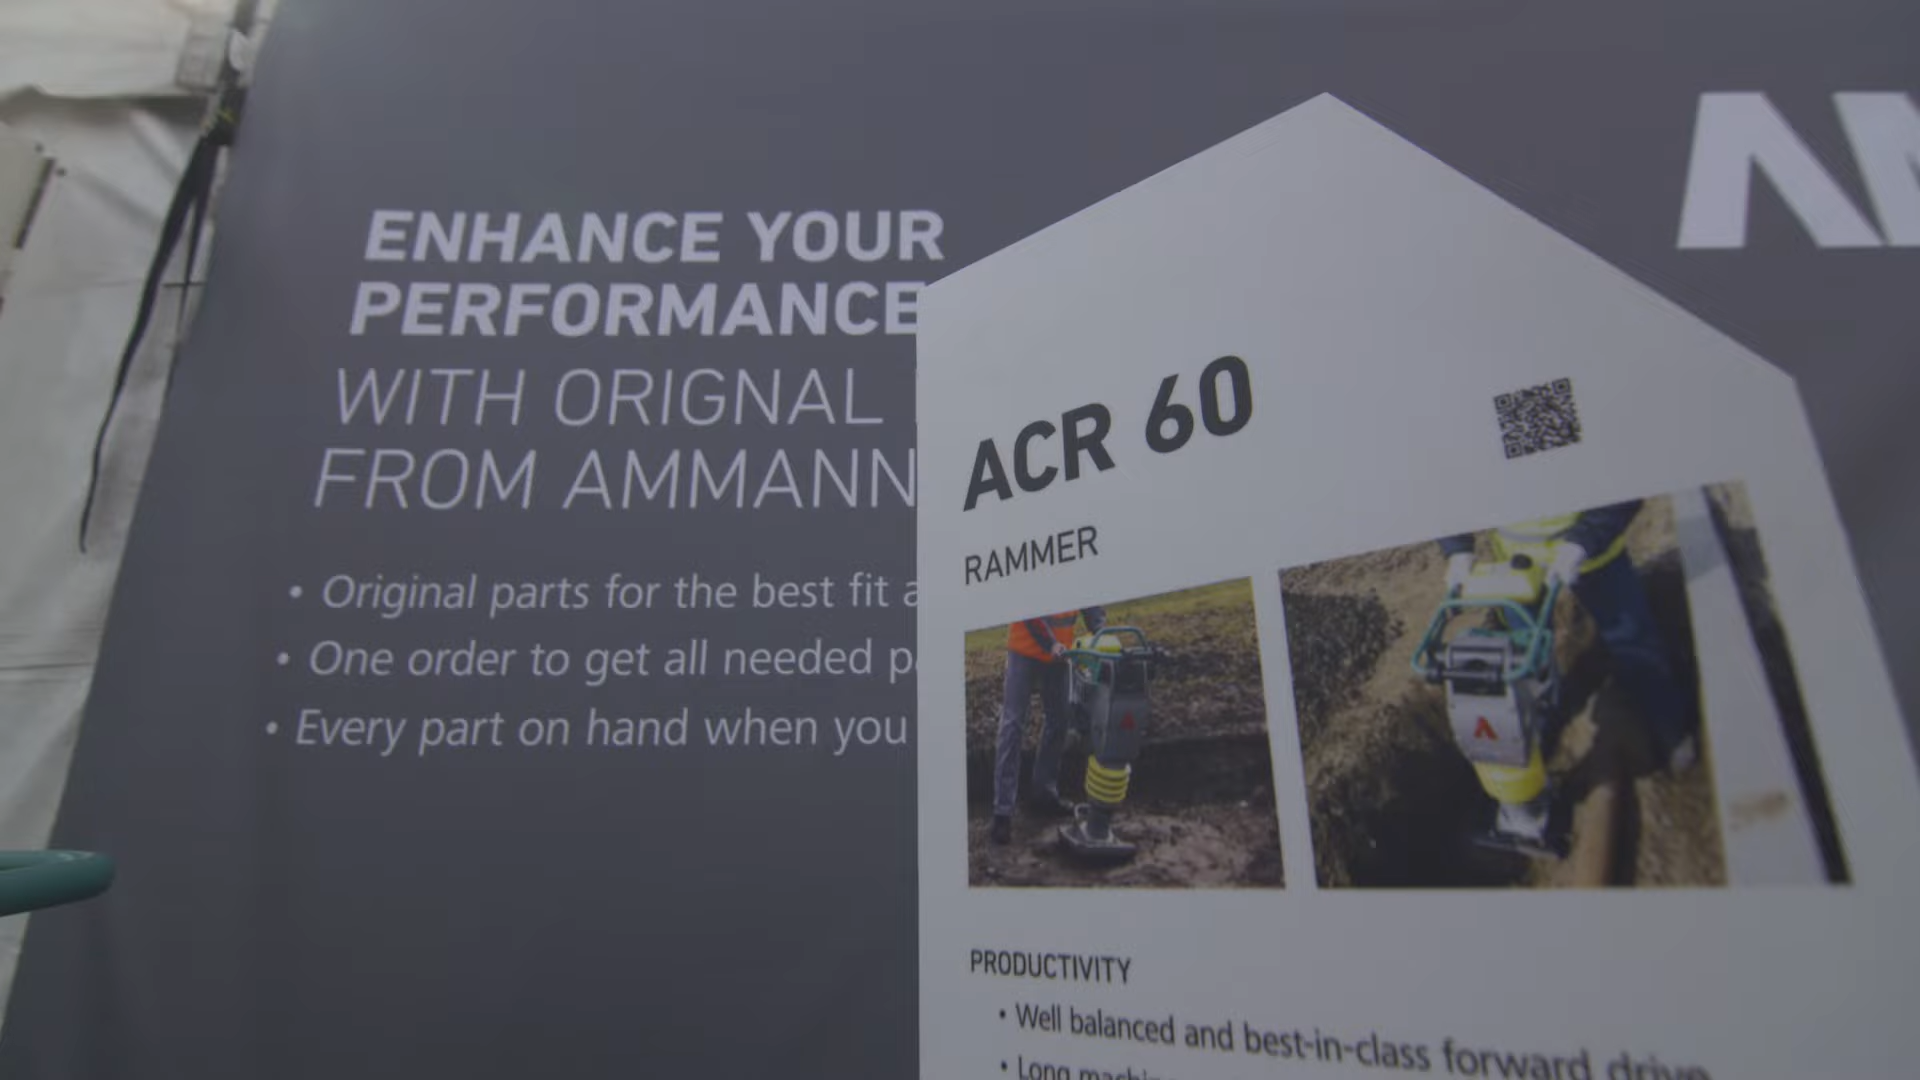 ENHANCE YOUR
PERFORMANCE
WITH ORIGNAL
FROM AMMANN
• Original parts for the best fit
• One order to get all needed
• Every part on hand when you
ACR 60
RAMMER
PRODUCTIVITY
• Well balanced and best-in-class forward drive
• Long